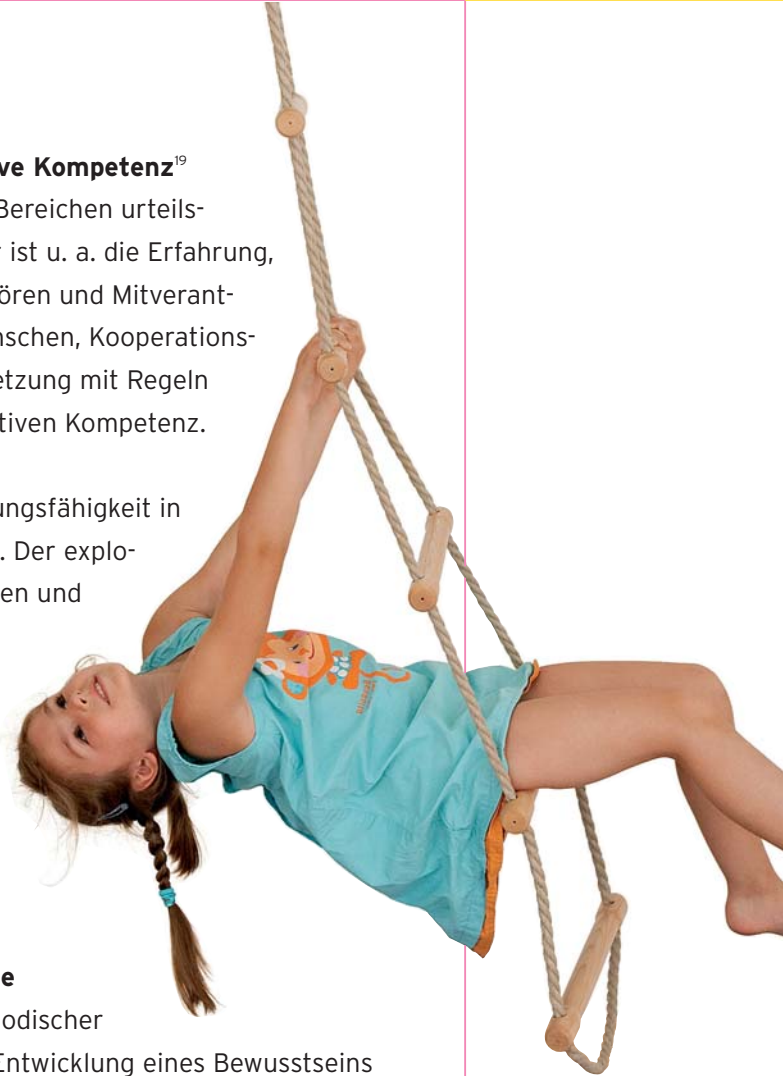 ve Kompetenz¹⁹
Bereichen urteils-
ist u. a. die Erfahrung,
ören und Mitverant-
nschen, Kooperations-
etzung mit Regeln
tiven Kompetenz.
ungsfähigkeit in
. Der explo-
en und
e
odischer
Entwicklung eines Bewusstseins